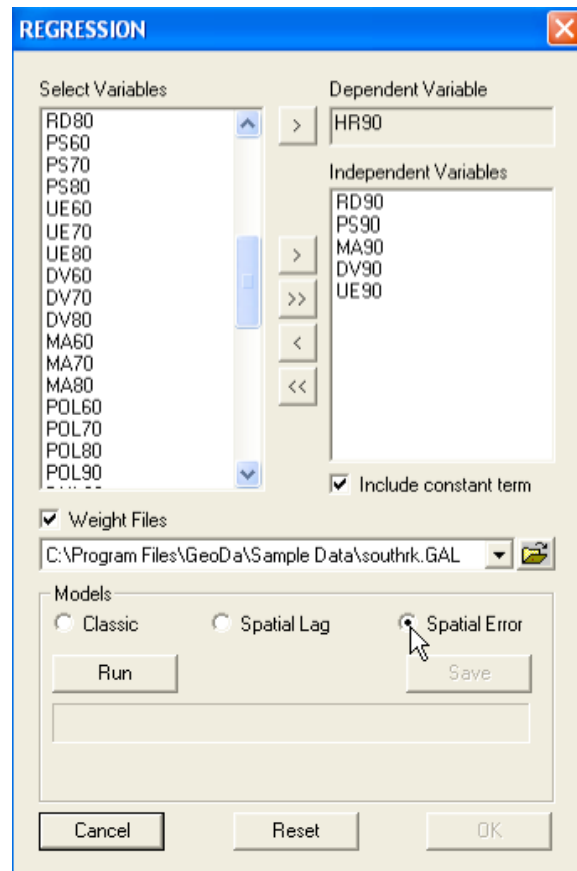 REGRESSION
Select Variables
RD80
PS60
PS70
PS80
UE60
UE70
UE80
DV60
DV70
DV80
MA60
MA70
MA80
POL60
POL70
POL80
POL90
>
>
>>
<
<<
Dependent Variable
HR90
Independent Variables
RD90
PS90
MA90
DV90
UE90
Include constant term
Weight Files
C:\Program Files\GeoDa\Sample Data\southrk.GAL
Models
Classic Spatial Lag Spatial Error
Run Save
Cancel Reset OK